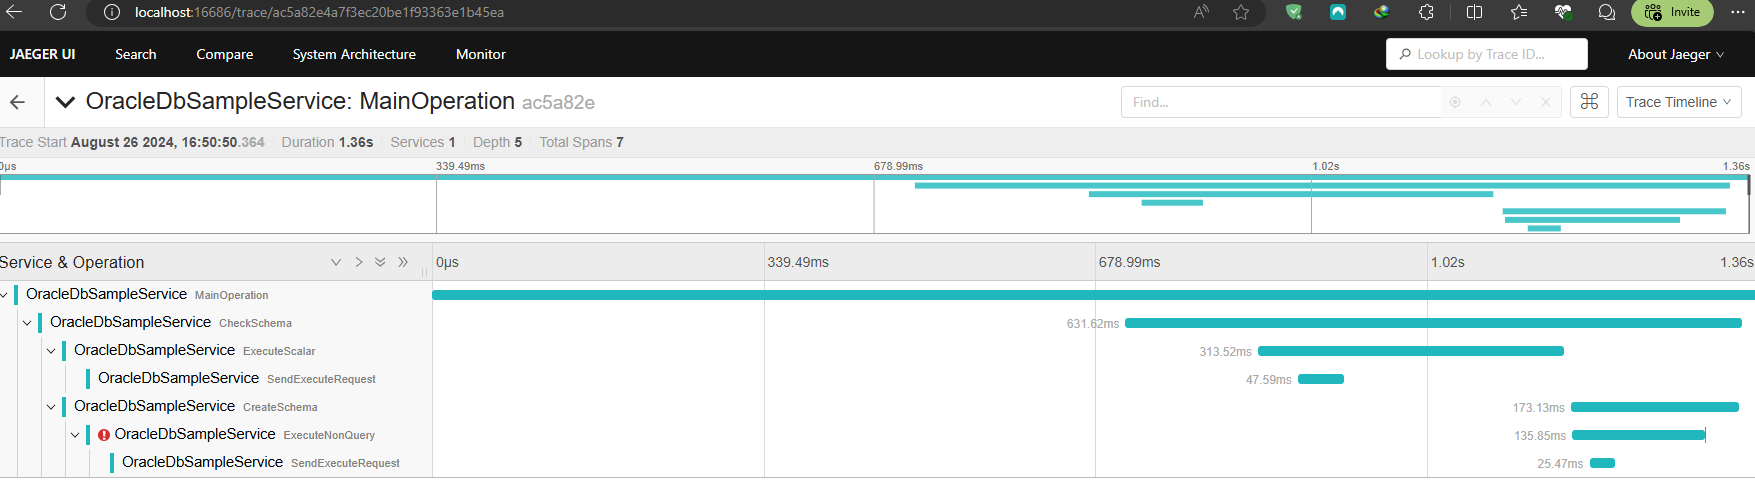 localhost:16686/trace/ac5a82e4a7f3ec20be1f93363e1b45ea
Invite
JAEGER UI Search Compare System Architecture Monitor Lookup by Trace ID... About Jaeger
OracleDbSampleService: MainOperation ac5a82e Find... Trace Timeline
Trace Start August 26 2024, 16:50:50.364 Duration 1.36s Services 1 Depth 5 Total Spans 7
0μs 339.49ms 678.99ms 1.02s 1.36s
Service & Operation 0μs 339.49ms 678.99ms 1.02s 1.36s
OracleDbSampleService MainOperation
OracleDbSampleService CheckSchema 631.62ms
OracleDbSampleService ExecuteScalar 313.52ms
OracleDbSampleService SendExecuteRequest 47.59ms
OracleDbSampleService CreateSchema 173.13ms
OracleDbSampleService ExecuteNonQuery 135.85ms
OracleDbSampleService SendExecuteRequest 25.47ms